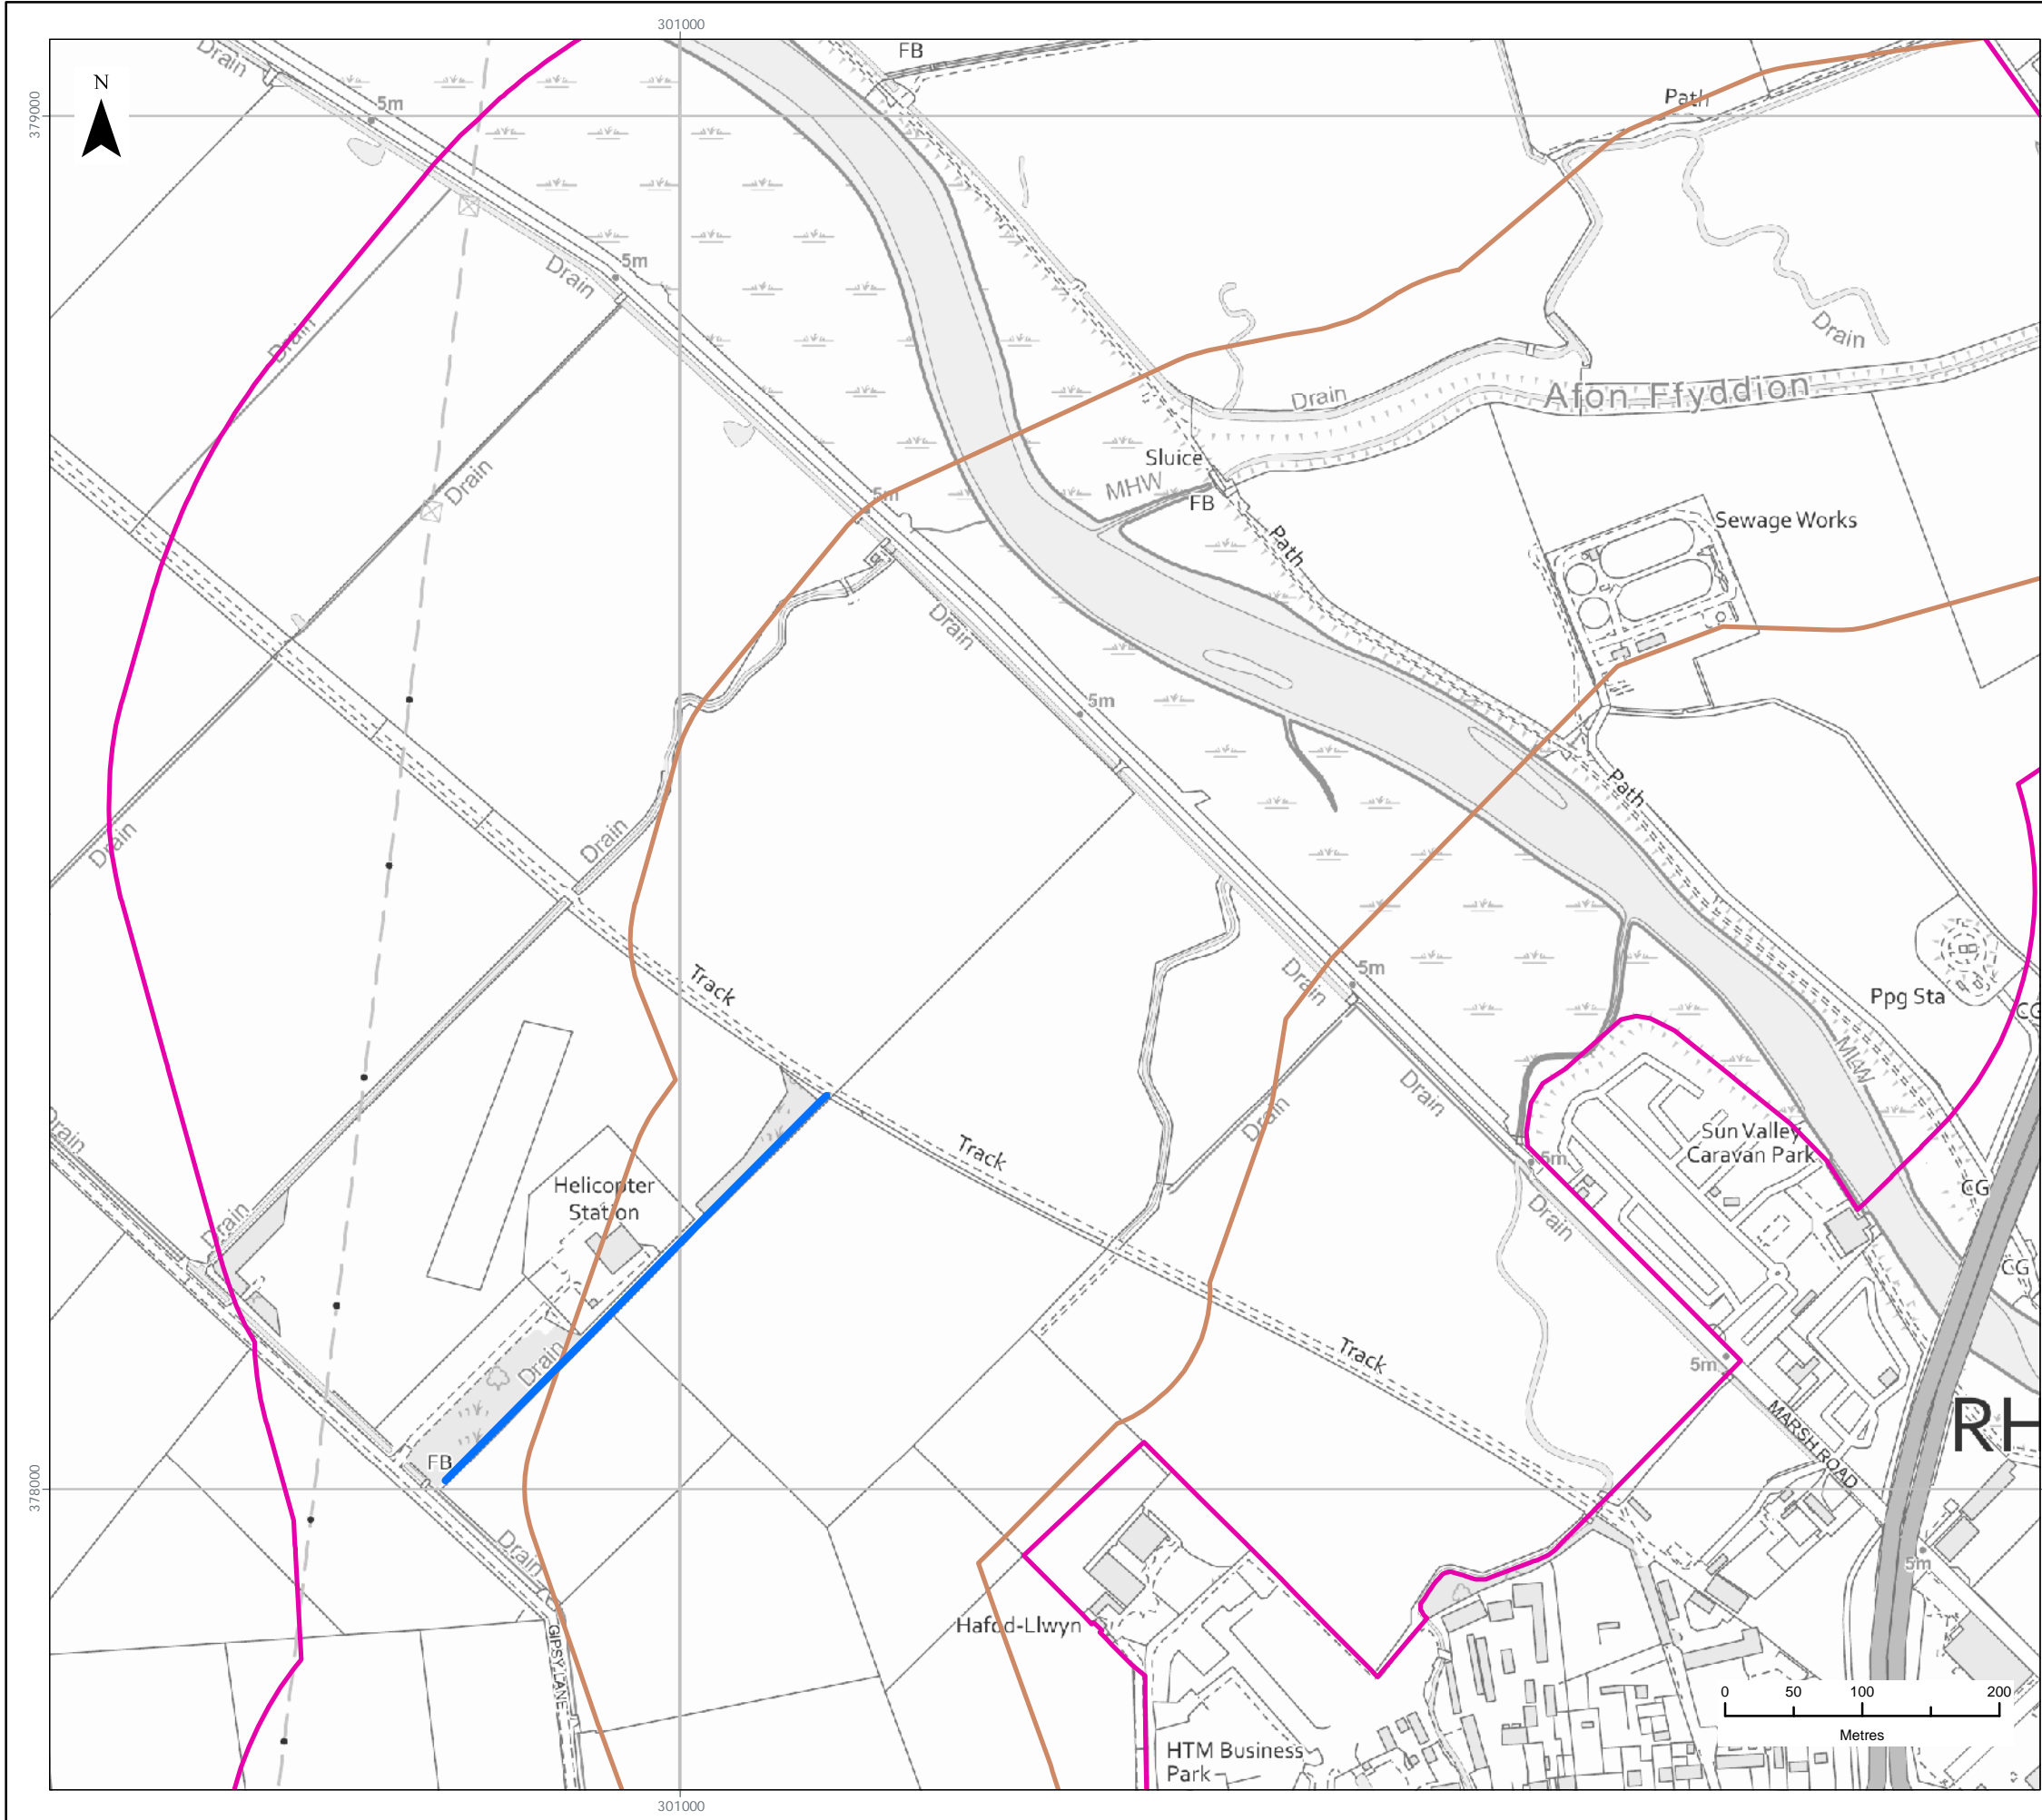 301000
FB
Drain
N
Path
379000
5m
5m
Drain
Drain
Drain
Drain
Afon Ffyddion
Sluice
MHW
Drain
5m
FB
Path
Sewage Works
Drain
5m
Path
Drain
Drain
Track
Drain
5m
Ppg Sta
CG
MLW
Drain
Drain
Drain
Track
Sun Valley
Caravan Park
5m
CG
Helicopter
Station
Drain
Drain
CG
Track
5m
Drain
MARSH ROAD
RH
FB
378000
Drain
5m
Hafod-Llwyn
GIPSY LANE
0 50 100 200
Metres
HTM Business
Park
301000